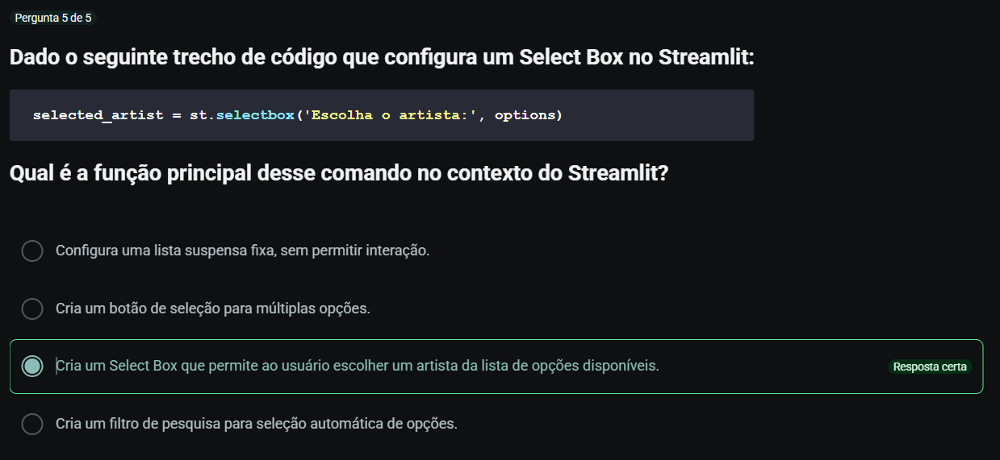 Pergunta 5 de 5
Dado o seguinte trecho de código que configura um Select Box no Streamlit:
selected_artist = st.selectbox('Escolha o artista:', options)
Qual é a função principal desse comando no contexto do Streamlit?
Configura uma lista suspensa fixa, sem permitir interação.
Cria um botão de seleção para múltiplas opções.
Cria um Select Box que permite ao usuário escolher um artista da lista de opções disponíveis.
Resposta certa
Cria um filtro de pesquisa para seleção automática de opções.